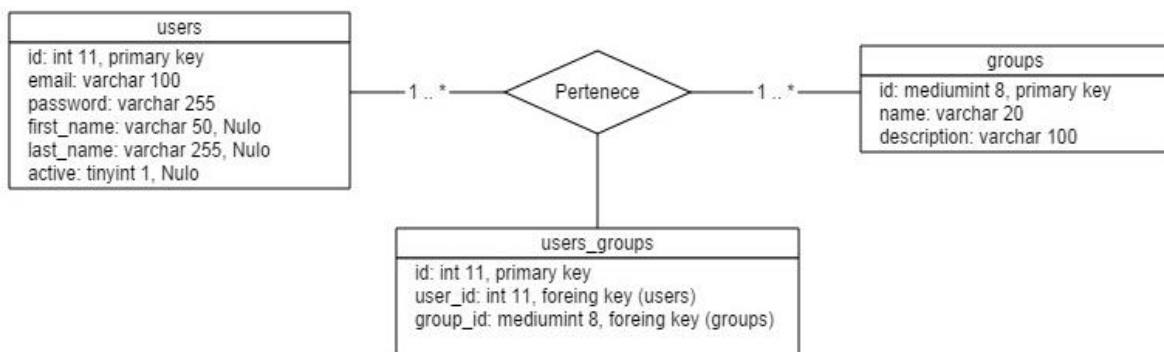 users
id: int 11, primary key
email: varchar 100
password: varchar 255
first_name: varchar 50, Nulo
last_name: varchar 255, Nulo
active: tinyint 1, Nulo
1 .. *
Pertenece
1 .. *
groups
id: mediumint 8, primary key
name: varchar 20
description: varchar 100
users_groups
id: int 11, primary key
user_id: int 11, foreing key (users)
group_id: mediumint 8, foreing key (groups)